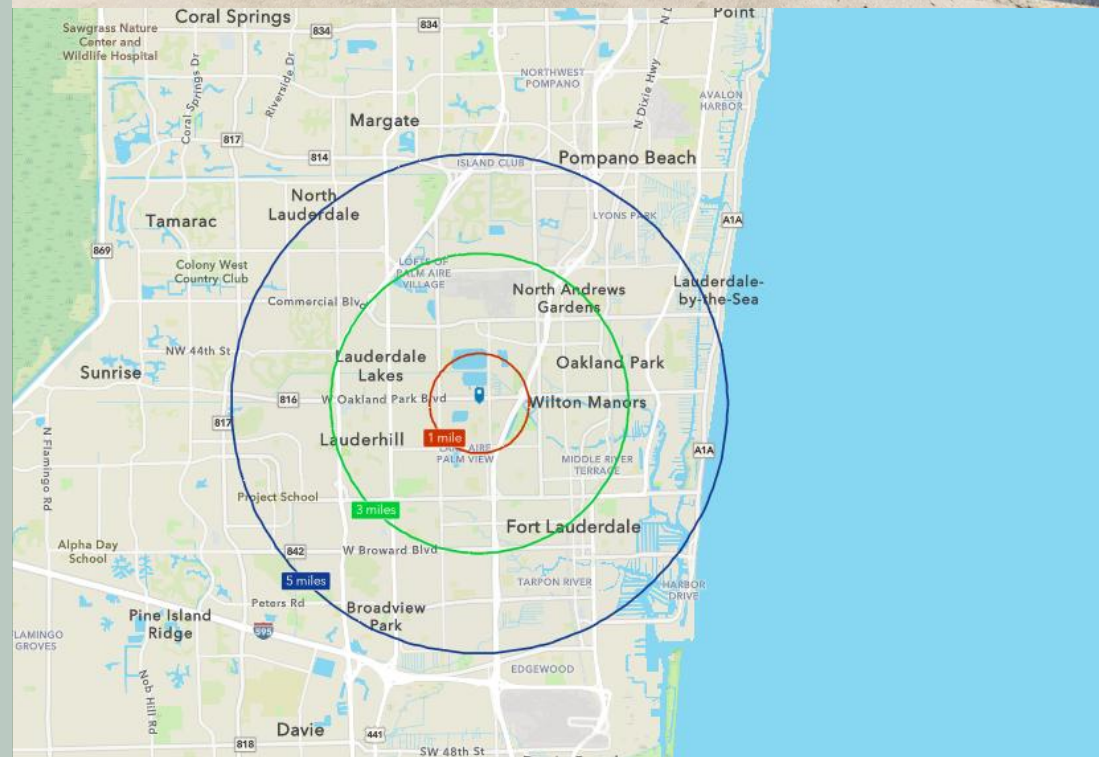 Coral Springs
834
834
Point
Sawgrass Nature
Center and
Wildlife Hospital
Coral Springs Dr
Riverside Dr
NORTHWEST
POMPANO
N Dixie Hwy
AVALON
HARBOR
Margate
817
814
ISLAND CLUB
Pompano Beach
North
Lauderdale
Tamarac
LYONS PARK
A1A
869
Colony West
Country Club
LOFTS OF
PALM AIRE
VILLAGE
Commercial Blvd
North Andrews
Gardens
Lauderdale-
by-the-Sea
NW 44th St
Lauderdale
Lakes
Oakland Park
Sunrise
816
W Oakland Park Blvd
Wilton Manors
817
Lauderhill
1 mile
PALM VIEW
MIDDLE RIVER
TERRACE
A1A
N Flamingo Rd
Project School
3 miles
Fort Lauderdale
Alpha Day
School
842
W Broward Blvd
5 miles
TARPON RIVER
HARBOR
DRIVE
Peters Rd
Broadview
Park
Pine Island
Ridge
595
FLAMINGO
GROVES
EDGEWOOD
Nob Hill Rd
Davie
441
818
SW 48th St